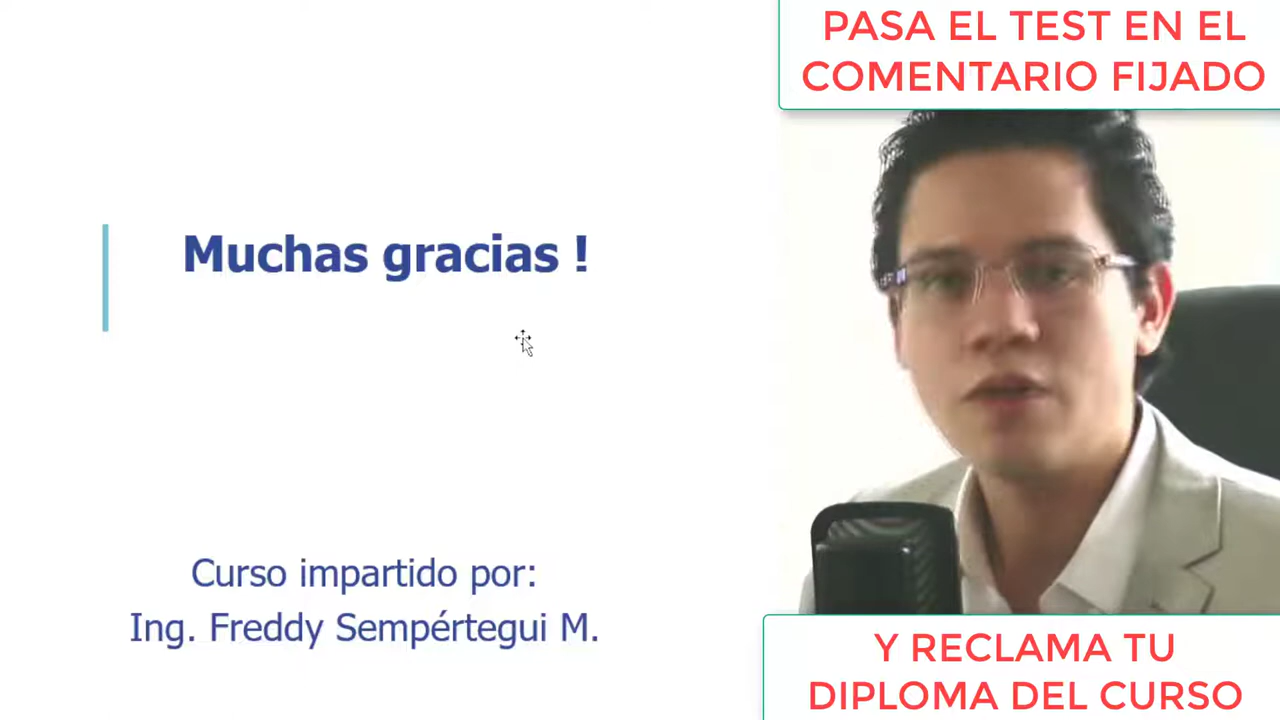 PASA EL TEST EN EL
COMENTARIO FIJADO
Muchas gracias !
Curso impartido por:
Ing. Freddy Sempértegui M.
Y RECLAMA TU
DIPLOMA DEL CURSO